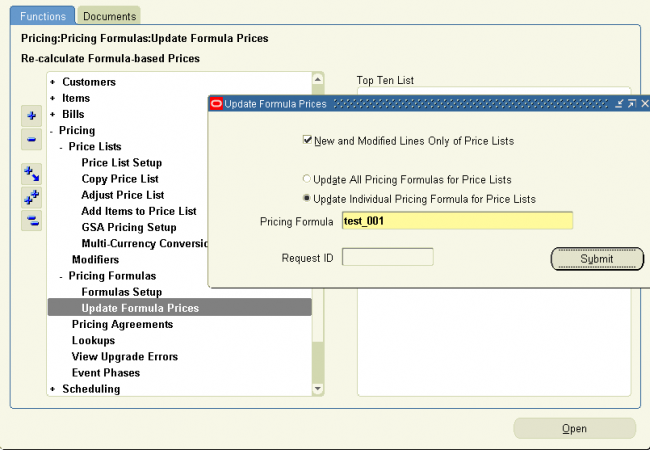 Functions
Documents
Pricing:Pricing Formulas:Update Formula Prices
Re-calculate Formula-based Prices
+ Customers
+ Items
+ Bills
- Pricing
- Price Lists
Price List Setup
Copy Price List
Adjust Price List
Add Items to Price List
GSA Pricing Setup
Multi-Currency Conversio
Modifiers
- Pricing Formulas
Formulas Setup
Update Formula Prices
Pricing Agreements
Lookups
View Upgrade Errors
Event Phases
+ Scheduling
Top Ten List
Update Formula Prices
New and Modified Lines Only of Price Lists
Update All Pricing Formulas for Price Lists
Update Individual Pricing Formula for Price Lists
Pricing Formula test_001
Request ID
Submit
Open